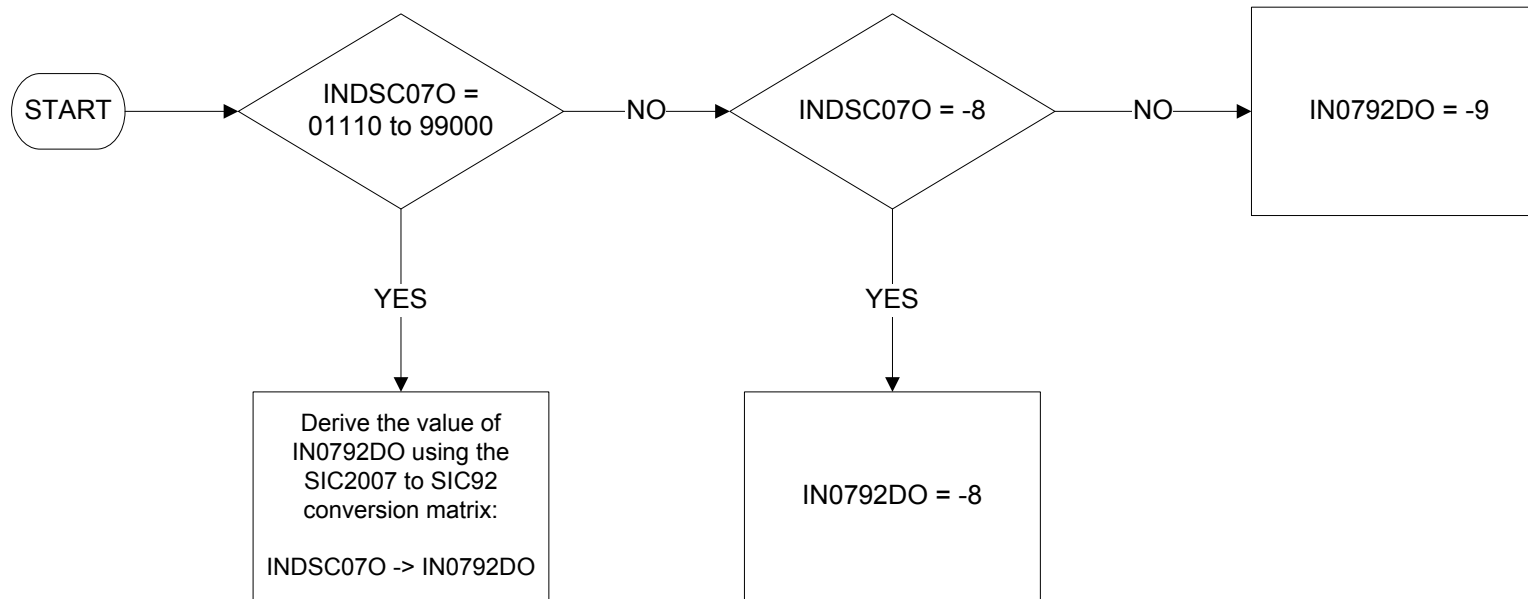 START
INDSC07O =
01110 to 99000
NO
INDSC07O = -8
NO
IN0792DO = -9
YES
YES
Derive the value of
IN0792DO using the
SIC2007 to SIC92
conversion matrix:
INDSC07O -> IN0792DO
IN0792DO = -8